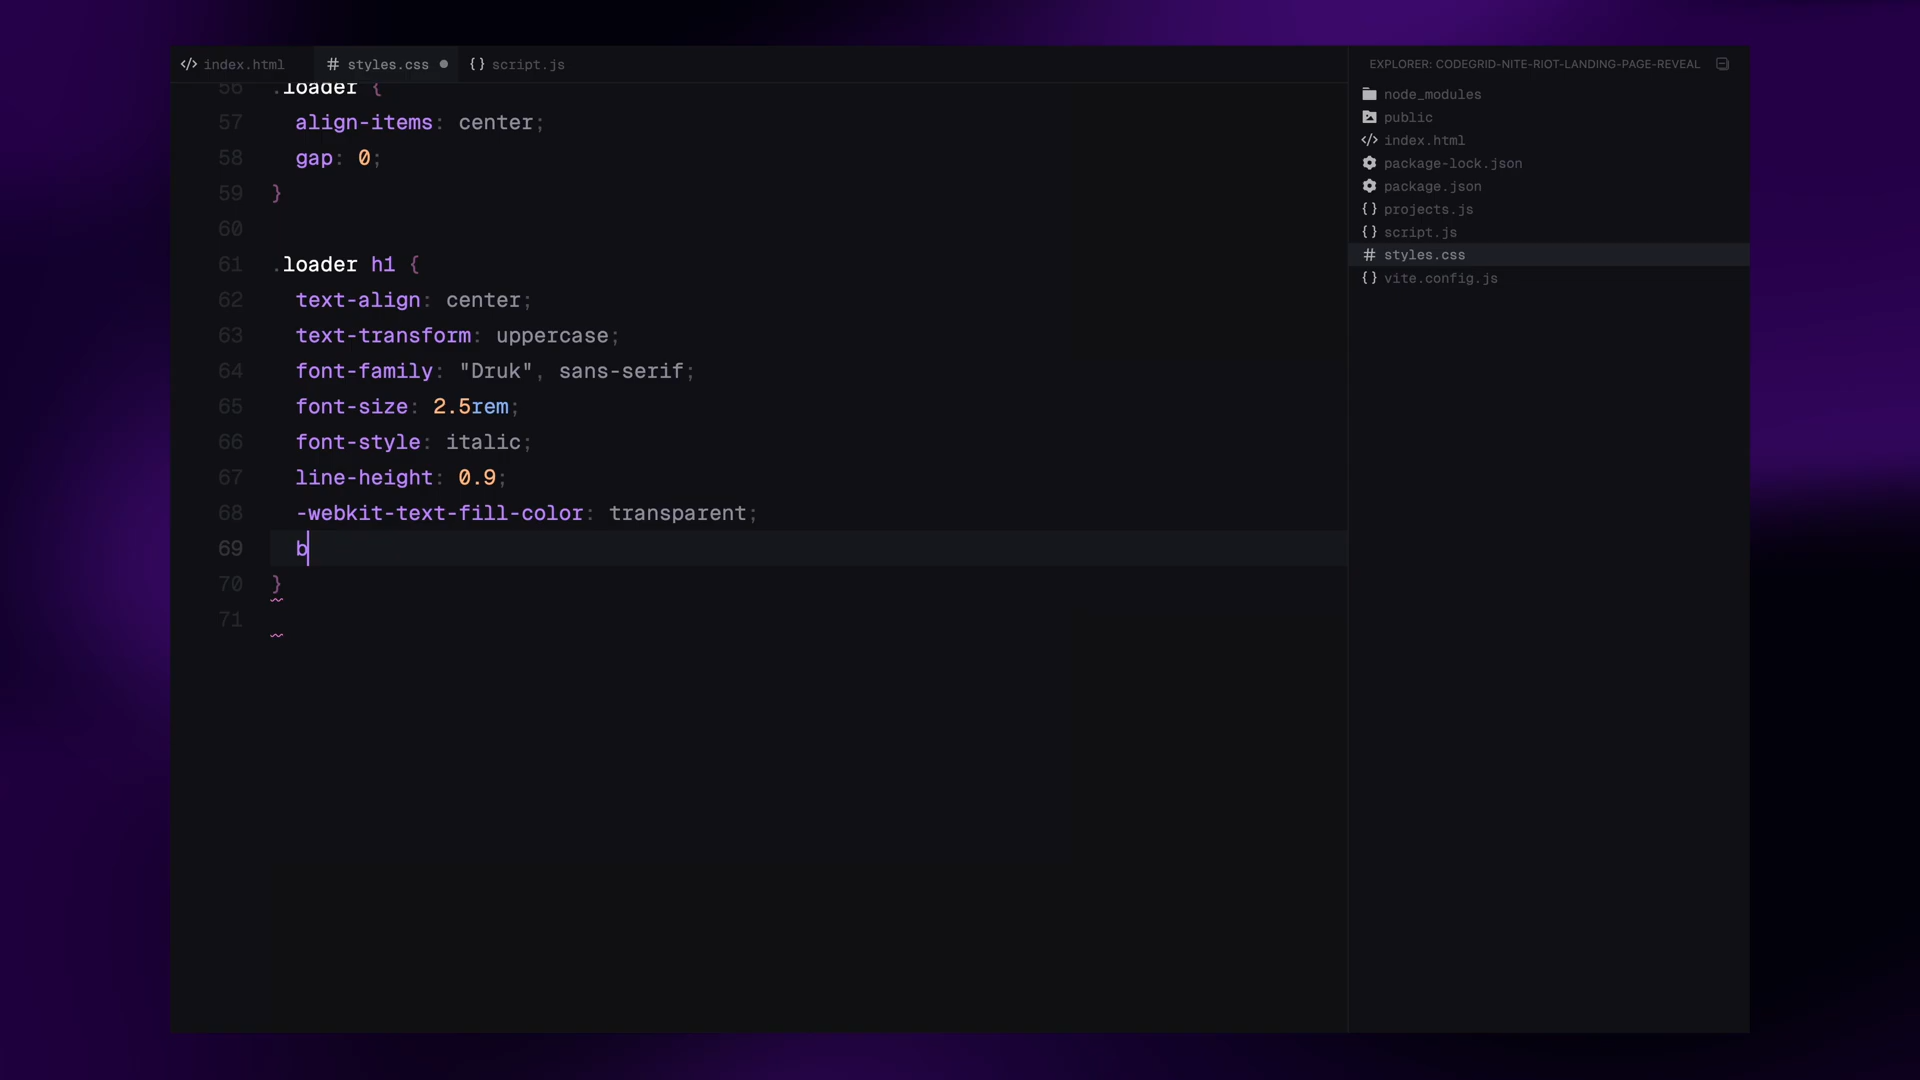 index.html
styles.css
script.js
EXPLORER: CODEGRID-NITE-RIOT-LANDING-PAGE-REVEAL
56 .loader {
57 align-items: center;
58 gap: 0;
59 }
60
61 .loader h1 {
62 text-align: center;
63 text-transform: uppercase;
64 font-family: "Druk", sans-serif;
65 font-size: 2.5rem;
66 font-style: italic;
67 line-height: 0.9;
68 -webkit-text-fill-color: transparent;
69 b
70 }
71
node_modules
public
index.html
package-lock.json
package.json
projects.js
script.js
styles.css
vite.config.js